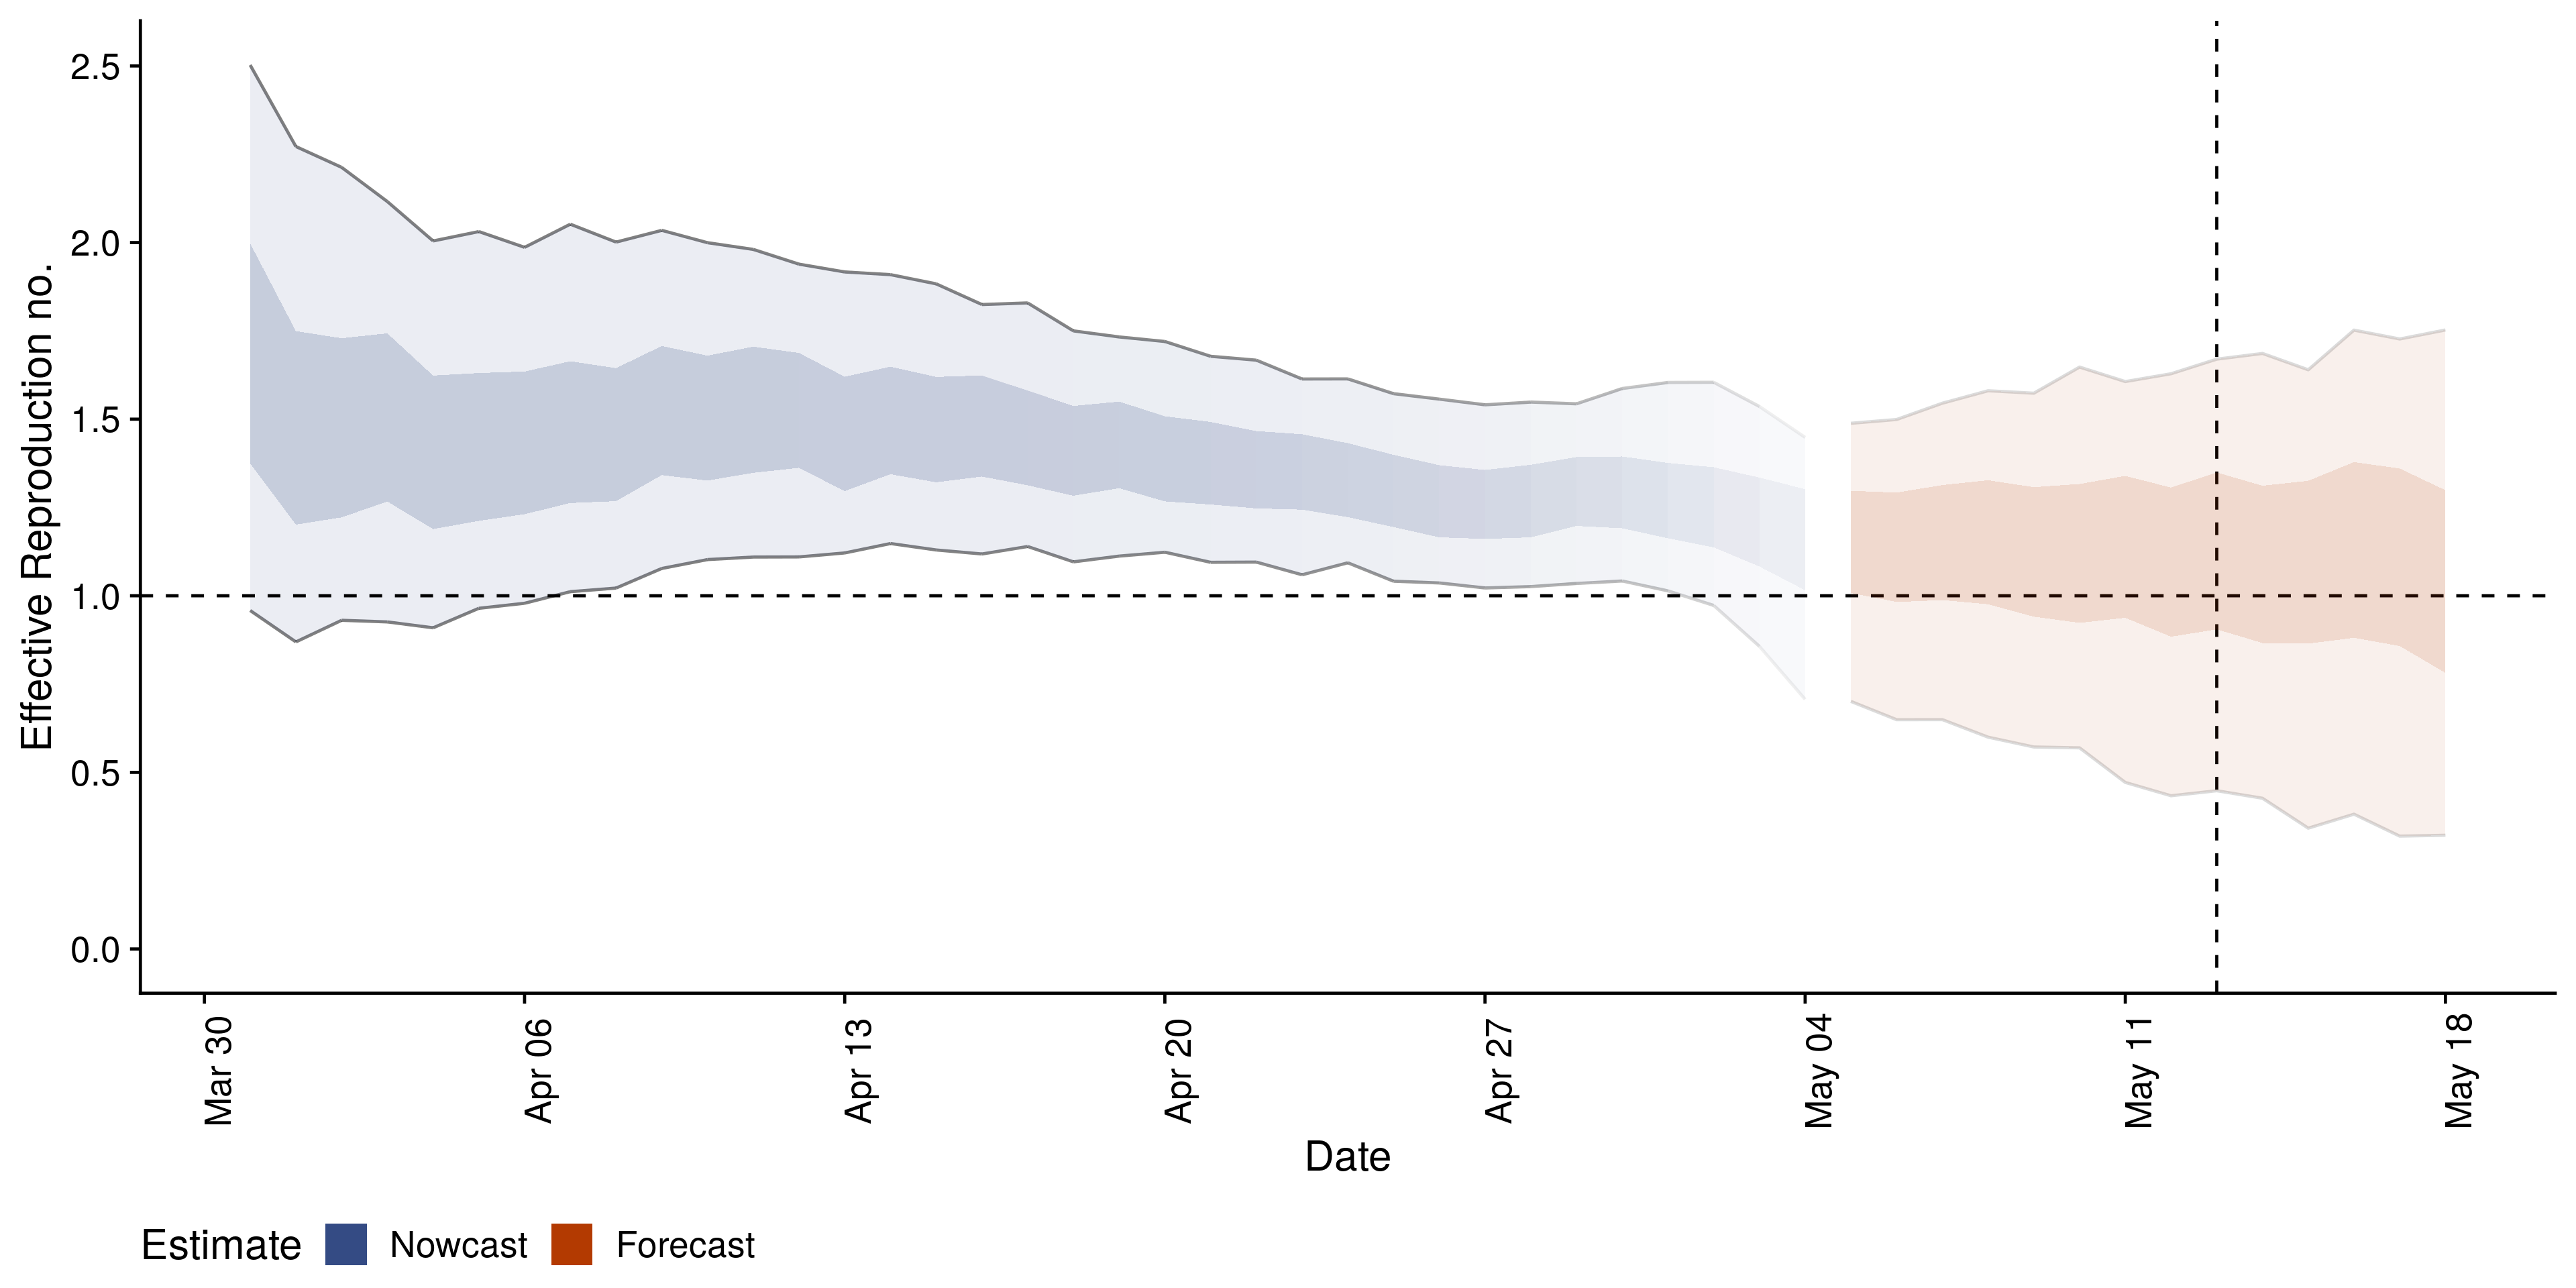 Effective Reproduction no.
2.5
2.0
1.5
1.0
0.5
0.0
Mar 30
Apr 06
Apr 13
Apr 20
Apr 27
May 04
May 11
May 18
Date
Estimate Nowcast Forecast